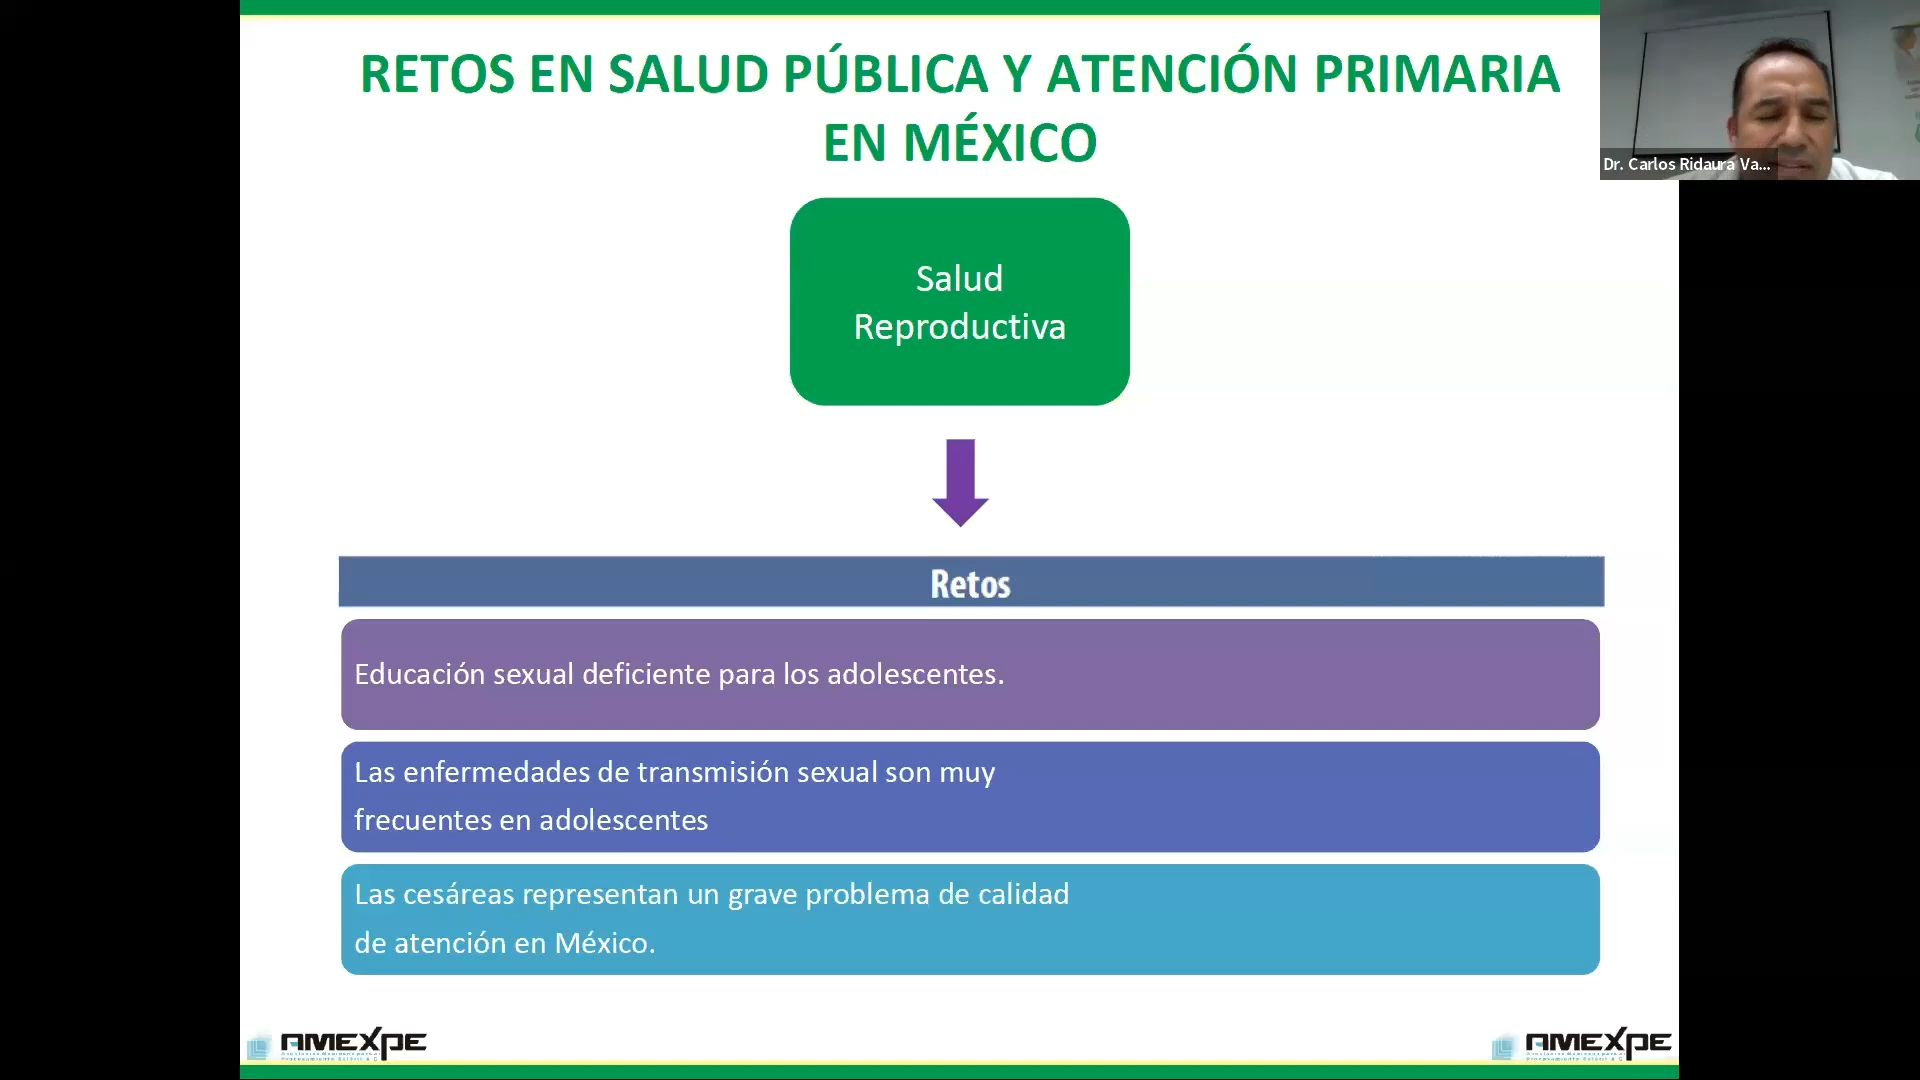 RETOS EN SALUD PÚBLICA Y ATENCIÓN PRIMARIA
EN MÉXICO
Dr. Carlos Ridaura Va...
Salud
Reproductiva
Retos
Educación sexual deficiente para los adolescentes.
Las enfermedades de transmisión sexual son muy
frecuentes en adolescentes
Las cesáreas representan un grave problema de calidad
de atención en México.
AMEXPE
AMEXPE